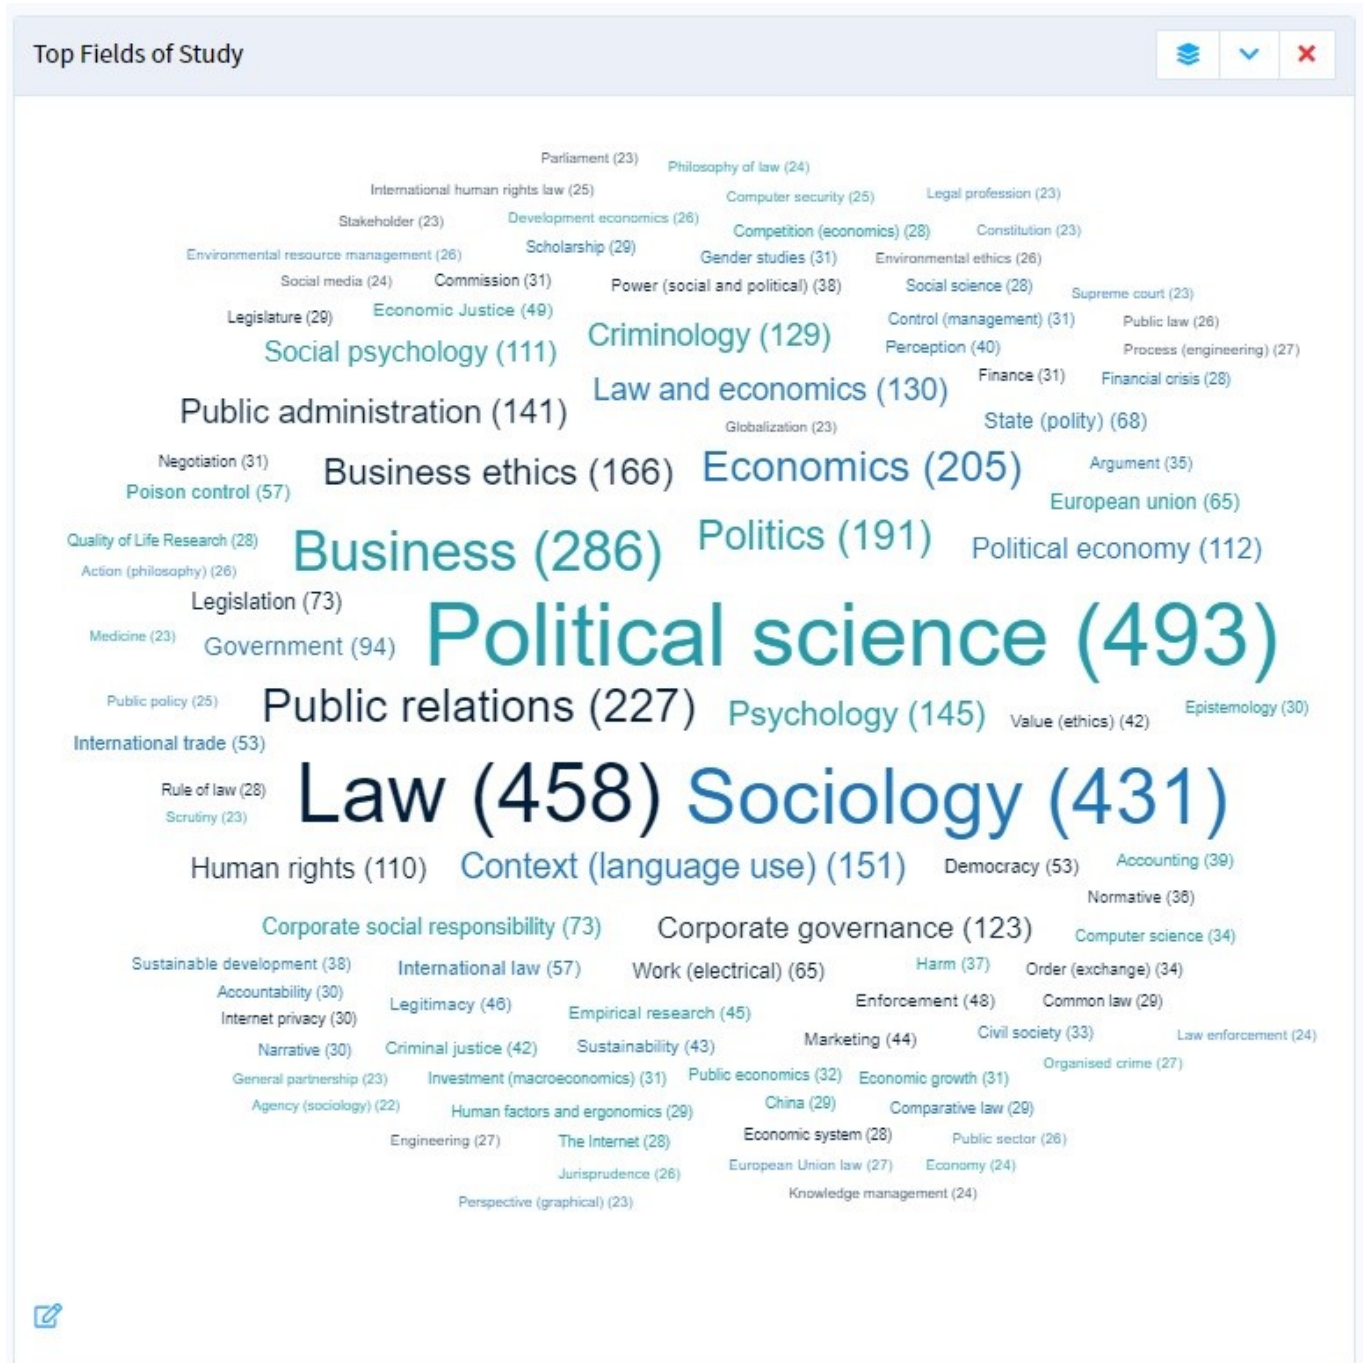 Top Fields of Study
Parliament (23)
Philosophy of law (24)
International human rights law (25)
Computer security (25)
Legal profession (23)
Stakeholder (23)
Development economics (26)
Competition (economics) (28)
Constitution (23)
Environmental resource management (26)
Scholarship (29)
Gender studies (31)
Environmental ethics (26)
Social media (24)
Commission (31)
Power (social and political) (38)
Social science (28)
Supreme court (23)
Legislature (29)
Economic Justice (49)
Criminology (129)
Control (management) (31)
Public law (26)
Social psychology (111)
Perception (40)
Process (engineering) (27)
Law and economics (130)
Finance (31)
Financial crisis (28)
Public administration (141)
Globalization (23)
State (polity) (68)
Negotiation (31)
Business ethics (166)
Economics (205)
Argument (35)
Poison control (57)
European union (65)
Quality of Life Research (28)
Business (286)
Politics (191)
Political economy (112)
Action (philosophy) (26)
Legislation (73)
Political science (493)
Medicine (23)
Government (94)
Public policy (25)
Public relations (227)
Psychology (145)
Value (ethics) (42)
Epistemology (30)
International trade (53)
Rule of law (28)
Law (458)
Sociology (431)
Scrutiny (23)
Human rights (110)
Context (language use) (151)
Democracy (53)
Accounting (39)
Normative (36)
Corporate social responsibility (73)
Corporate governance (123)
Computer science (34)
Sustainable development (38)
International law (57)
Work (electrical) (65)
Harm (37)
Order (exchange) (34)
Accountability (30)
Legitimacy (46)
Empirical research (45)
Enforcement (48)
Common law (29)
Internet privacy (30)
Marketing (44)
Civil society (33)
Law enforcement (24)
Narrative (30)
Criminal justice (42)
Sustainability (43)
Organised crime (27)
General partnership (23)
Investment (macroeconomics) (31)
Public economics (32)
Economic growth (31)
Agency (sociology) (22)
Human factors and ergonomics (29)
China (29)
Comparative law (29)
Engineering (27)
The Internet (28)
Economic system (28)
Public sector (26)
Jurisprudence (26)
European Union law (27)
Economy (24)
Perspective (graphical) (23)
Knowledge management (24)